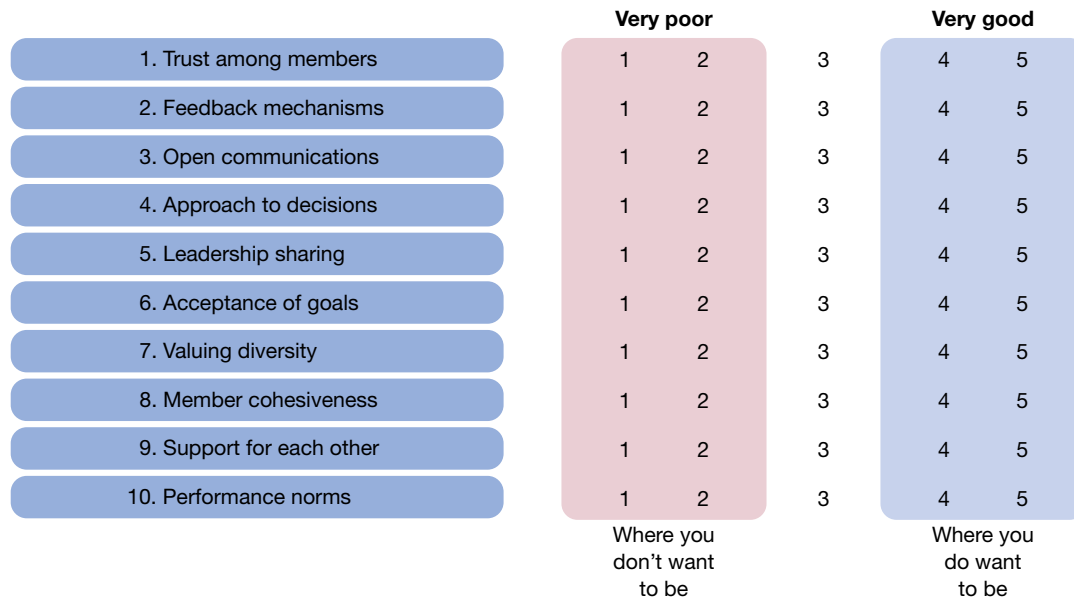 Very poor Very good
1. Trust among members 1 2 3 4 5
2. Feedback mechanisms 1 2 3 4 5
3. Open communications 1 2 3 4 5
4. Approach to decisions 1 2 3 4 5
5. Leadership sharing 1 2 3 4 5
6. Acceptance of goals 1 2 3 4 5
7. Valuing diversity 1 2 3 4 5
8. Member cohesiveness 1 2 3 4 5
9. Support for each other 1 2 3 4 5
10. Performance norms 1 2 3 4 5
Where you
don’t want
to be
Where you
do want
to be